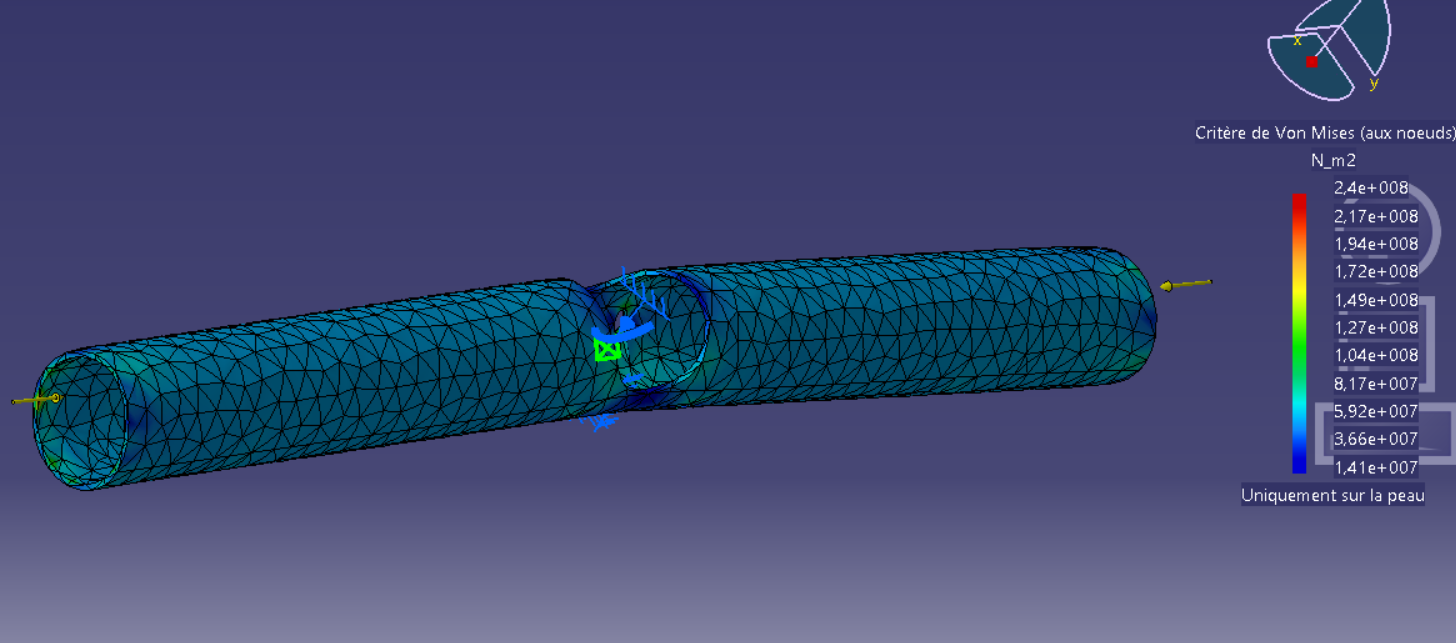 x
y
Critère de Von Mises (aux noeuds)
N_m2
2,4e+008
2,17e+008
1,94e+008
1,72e+008
1,49e+008
1,27e+008
1,04e+008
8,17e+007
5,92e+007
3,66e+007
1,41e+007
Uniquement sur la peau